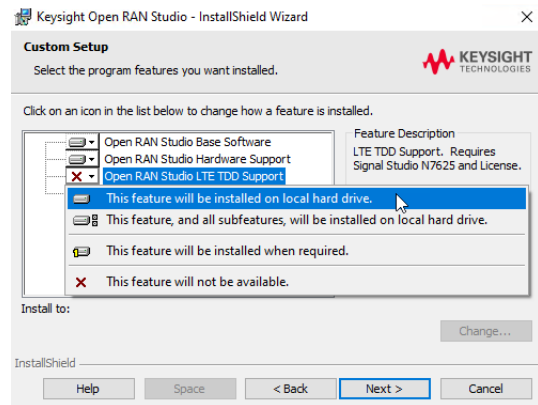 Keysight Open RAN Studio - InstallShield Wizard
Custom Setup
Select the program features you want installed.
KEYSIGHT
TECHNOLOGIES
Click on an icon in the list below to change how a feature is installed.
Open RAN Studio Base Software
Open RAN Studio Hardware Support
Open RAN Studio LTE TDD Support
Feature Description
LTE TDD Support. Requires
Signal Studio N7625 and License.
This feature will be installed on local hard drive.
This feature, and all subfeatures, will be installed on local hard drive.
This feature will be installed when required.
This feature will not be available.
Install to:
Change...
InstallShield
Help
Space
< Back
Next >
Cancel